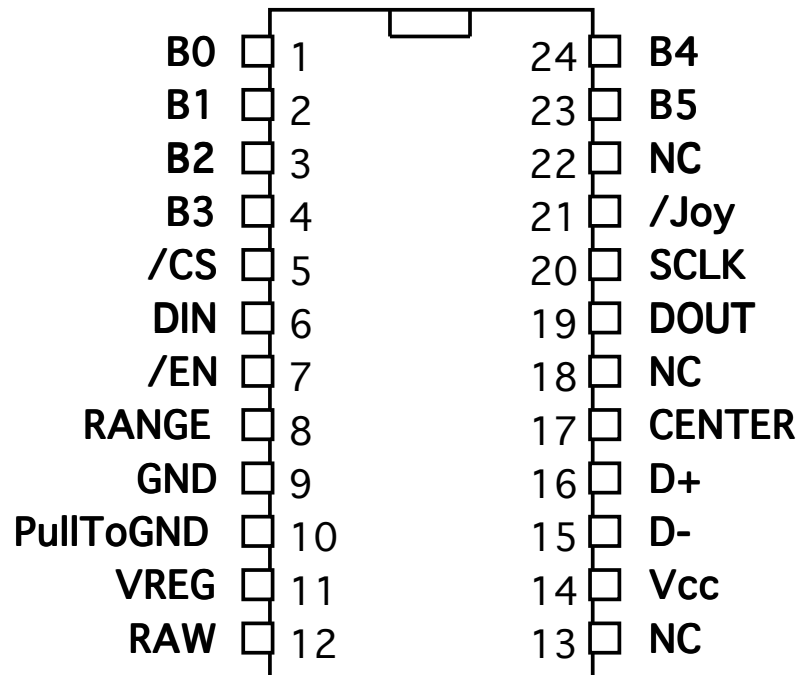 B0 1 24 B4
B1 2 23 B5
B2 3 22 NC
B3 4 21 /Joy
/CS 5 20 SCLK
DIN 6 19 DOUT
/EN 7 18 NC
RANGE 8 17 CENTER
GND 9 16 D+
PullToGND 10 15 D-
VREG 11 14 Vcc
RAW 12 13 NC